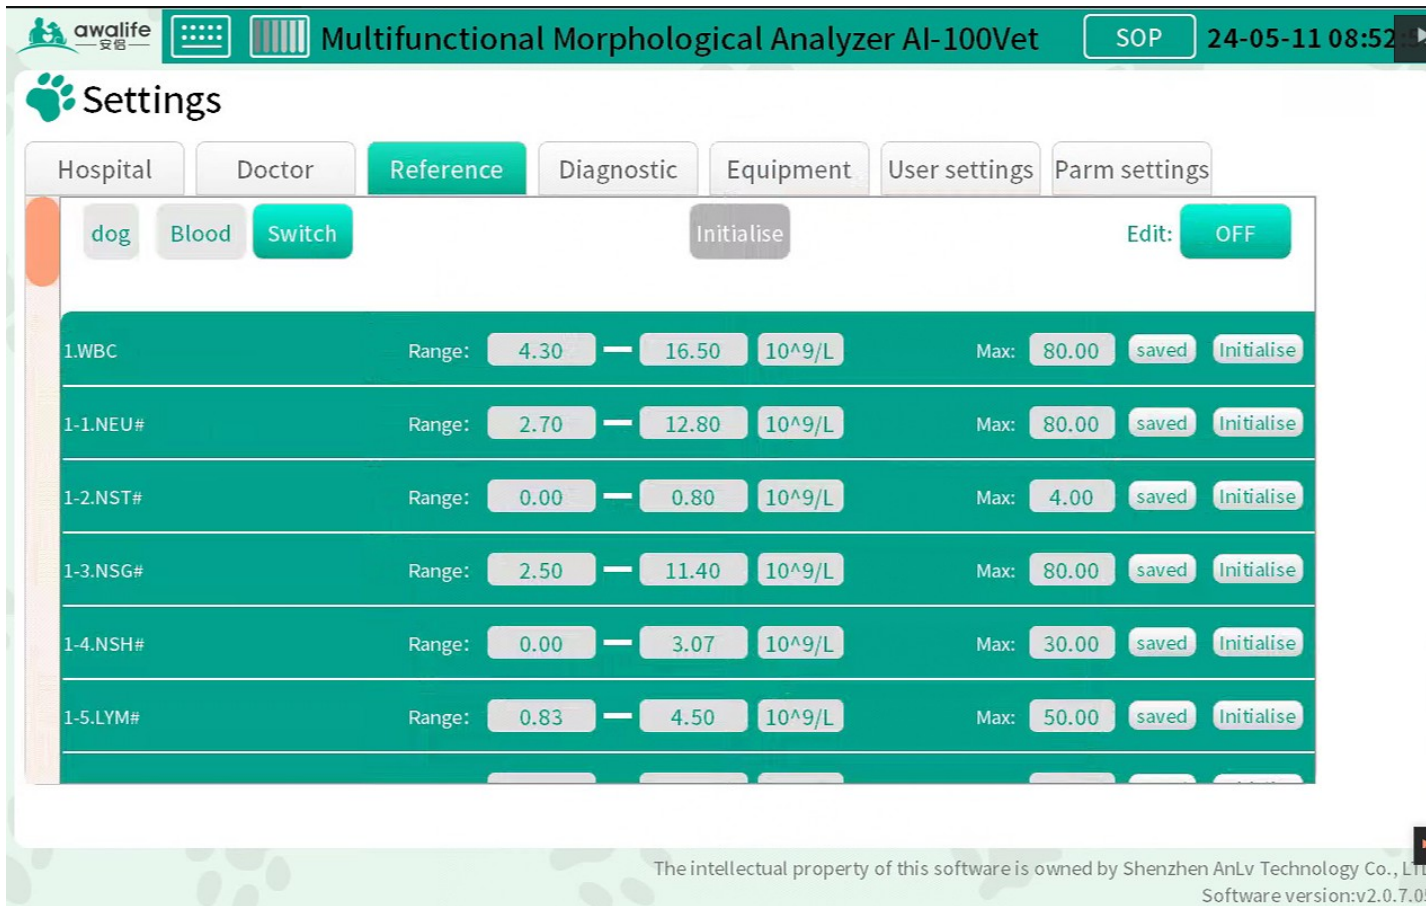 awalife
安侣
Multifunctional Morphological Analyzer AI-100Vet
SOP
24-05-11 08:52
Settings
Hospital
Doctor
Reference
Diagnostic
Equipment
User settings
Parm settings
dog
Blood
Switch
Initialise
Edit:
OFF
1.WBC Range: 4.30 — 16.50 10^9/L Max: 80.00 saved Initialise
1-1.NEU# Range: 2.70 — 12.80 10^9/L Max: 80.00 saved Initialise
1-2.NST# Range: 0.00 — 0.80 10^9/L Max: 4.00 saved Initialise
1-3.NSG# Range: 2.50 — 11.40 10^9/L Max: 80.00 saved Initialise
1-4.NSH# Range: 0.00 — 3.07 10^9/L Max: 30.00 saved Initialise
1-5.LYM# Range: 0.83 — 4.50 10^9/L Max: 50.00 saved Initialise
The intellectual property of this software is owned by Shenzhen AnLv Technology Co.,
Software version:v2.0.7.0